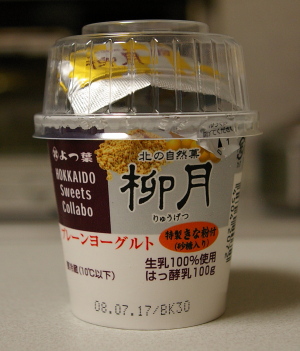 よつ葉
HOKKAIDO
Sweets
Collabo
北の自然菓
柳月
りゅうげつ
プレーンヨーグルト
特製きな粉付
(砂糖入り)
要冷蔵(10℃以下)
生乳100%使用
はっ酵乳100g
08.07.17/BK30